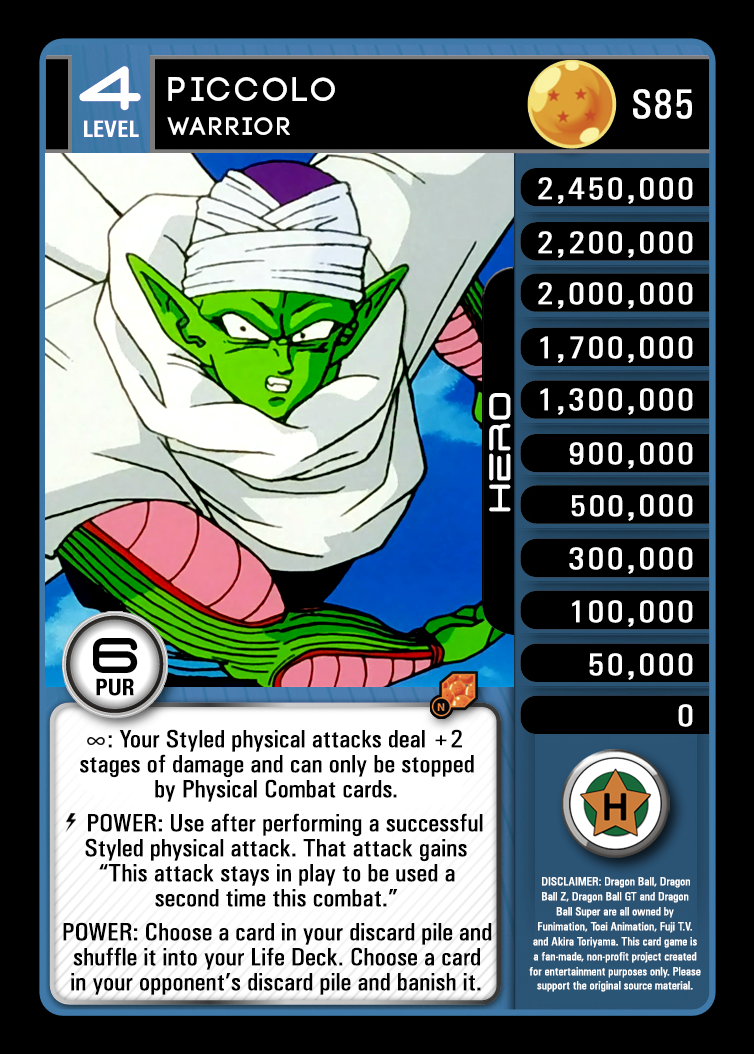 4
LEVEL
PICCOLO
WARRIOR
S85
2,450,000
2,200,000
2,000,000
1,700,000
1,300,000
900,000
500,000
300,000
100,000
50,000
0
HERO
6
PUR
N
∞: Your Styled physical attacks deal +2
stages of damage and can only be stopped
by Physical Combat cards.
POWER: Use after performing a successful
Styled physical attack. That attack gains
“This attack stays in play to be used a
second time this combat.”
POWER: Choose a card in your discard pile and
shuffle it into your Life Deck. Choose a card
in your opponent’s discard pile and banish it.
H
DISCLAIMER: Dragon Ball, Dragon
Ball Z, Dragon Ball GT and Dragon
Ball Super are all owned by
Funimation, Toei Animation, Fuji T.V.
and Akira Toriyama. This card game is
a fan-made, non-profit project created
for entertainment purposes only. Please
support the original source material.